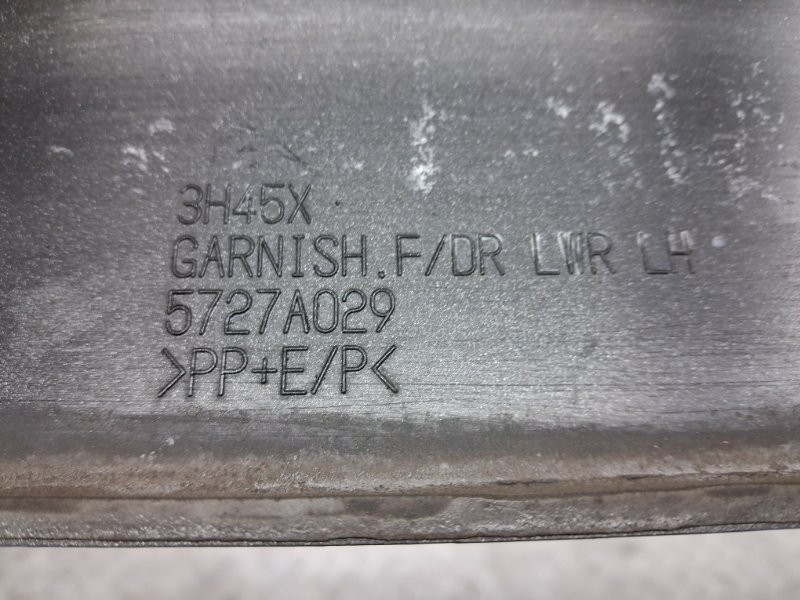 3H45X
GARNISH.F/DR LWR LH
5727A029
>PP+E/P<